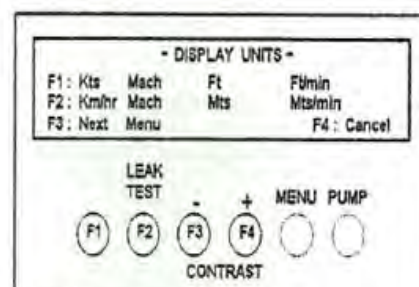 - DISPLAY UNITS -
F1: Kts Mach Ft Ft/min
F2: Km/hr Mach Mts Mts/min
F3: Next Menu F4: Cancel
LEAK
TEST - + MENU PUMP
F1 F2 F3 F4
CONTRAST